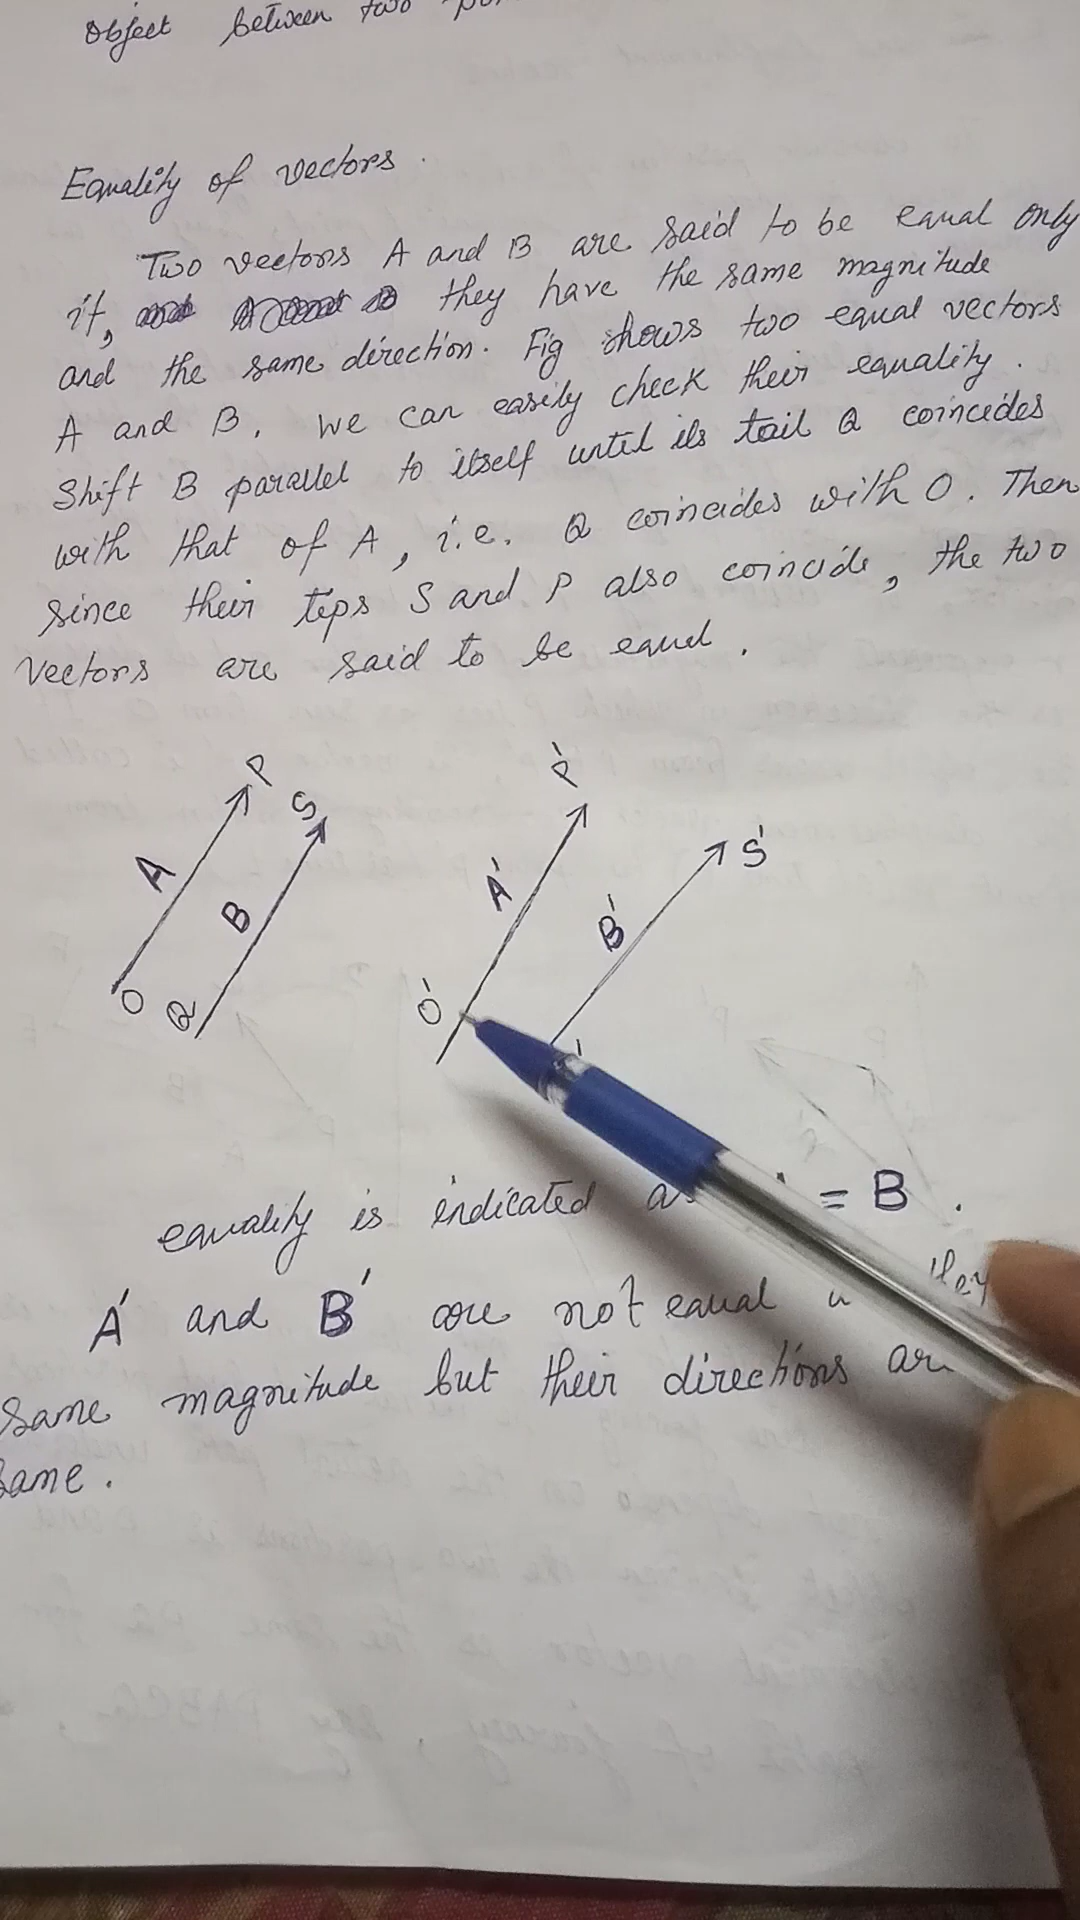 Object between two
Equality of vectors.
Two vectors A and B are said to be equal only
if, they have the same magnitude
and the same direction. Fig shows two equal vectors
A and B. We can easily check their equality.
Shift B parallel to itself until its tail Q coincides
with that of A, i.e. Q coincides with O. Then
since their tips S and P also coincide, the two
vectors are said to be equal.
P
S
A
B
O
Q
P'
S'
A'
B'
O'
equality is indicated = B.
A' and B' are not equal they
same magnitude but their directions
same.